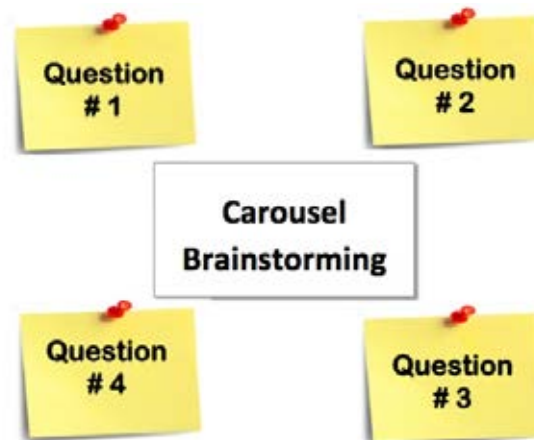 Question
# 1
Question
# 2
Carousel
Brainstorming
Question
# 4
Question
# 3